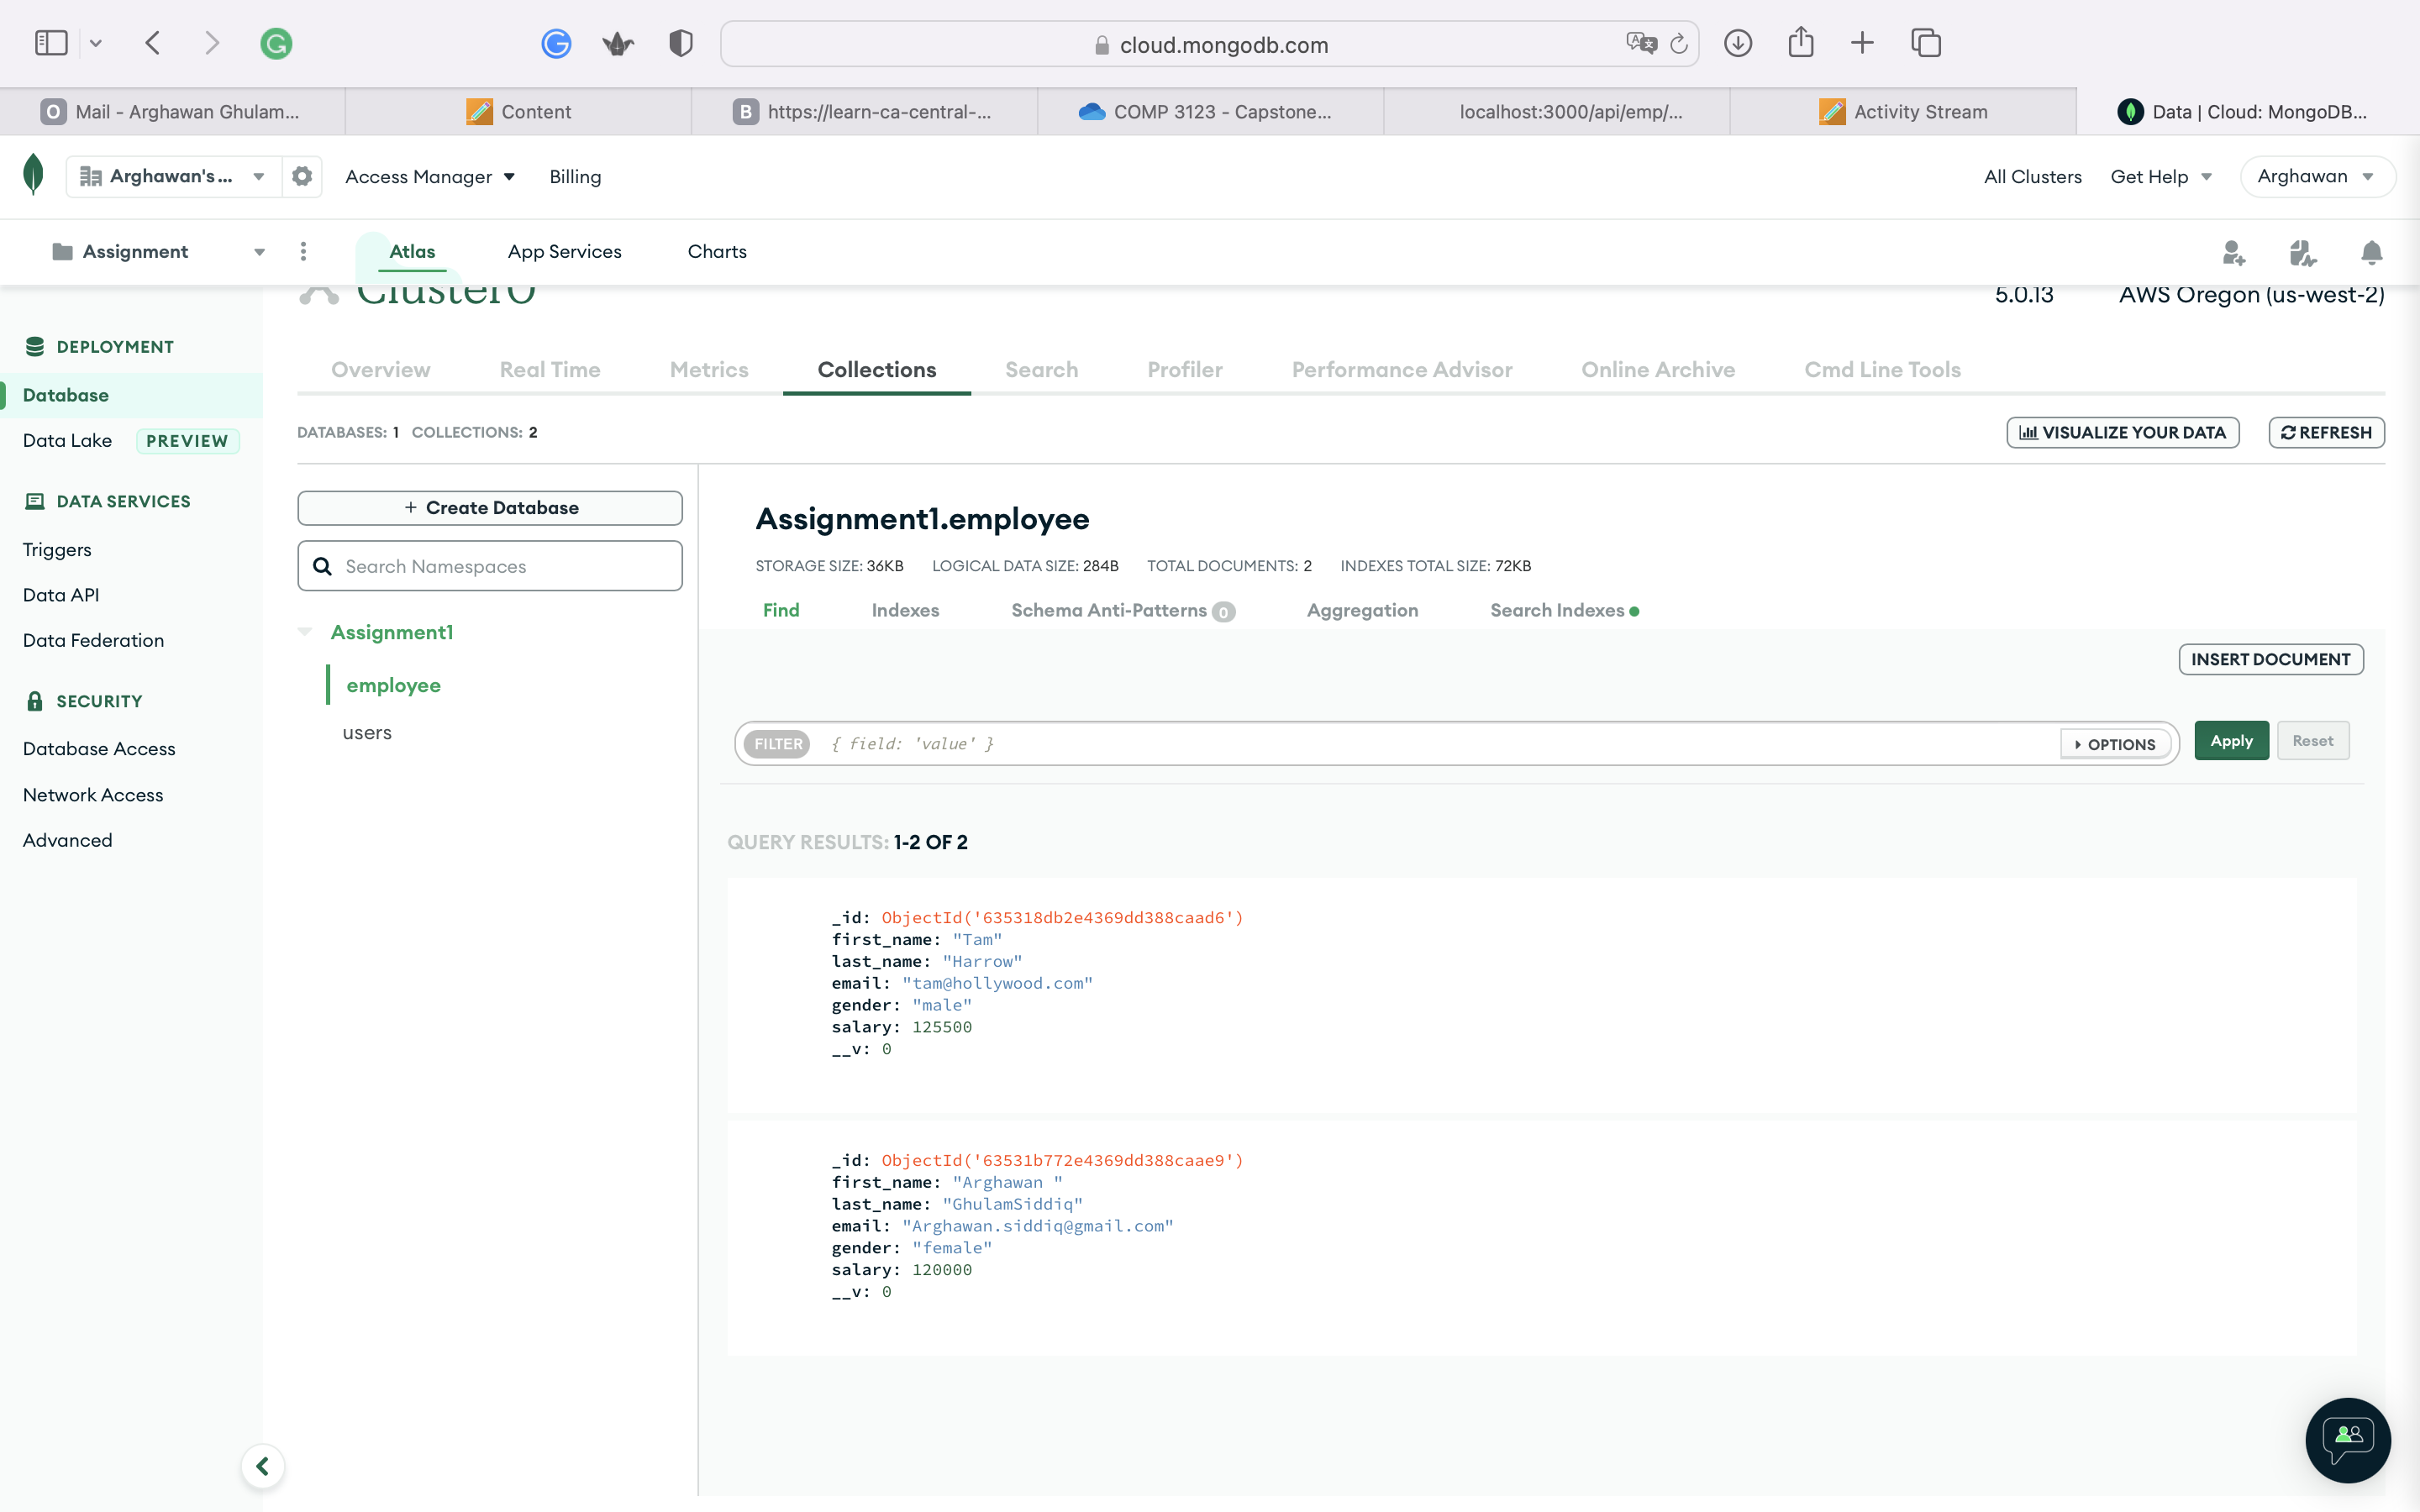 cloud.mongodb.com
O Mail - Arghawan Ghulam...
Content
B https://learn-ca-central-...
COMP 3123 - Capstone...
localhost:3000/api/emp/...
Activity Stream
Data | Cloud: MongoDB...
Arghawan's ...
Access Manager
Billing
All Clusters
Get Help
Arghawan
Assignment
Atlas
App Services
Charts
Cluster0
5.0.13
AWS Oregon (us-west-2)
DEPLOYMENT
Database
Data Lake PREVIEW
DATA SERVICES
Triggers
Data API
Data Federation
SECURITY
Database Access
Network Access
Advanced
Overview
Real Time
Metrics
Collections
Search
Profiler
Performance Advisor
Online Archive
Cmd Line Tools
DATABASES: 1 COLLECTIONS: 2
VISUALIZE YOUR DATA
REFRESH
+ Create Database
Search Namespaces
Assignment1
employee
users
Assignment1.employee
STORAGE SIZE: 36KB LOGICAL DATA SIZE: 284B TOTAL DOCUMENTS: 2 INDEXES TOTAL SIZE: 72KB
Find
Indexes
Schema Anti-Patterns 0
Aggregation
Search Indexes
INSERT DOCUMENT
FILTER { field: 'value' }
OPTIONS
Apply
Reset
QUERY RESULTS: 1-2 OF 2
_id: ObjectId('635318db2e4369dd388caad6')
first_name: "Tam"
last_name: "Harrow"
email: "tam@hollywood.com"
gender: "male"
salary: 125500
__v: 0
_id: ObjectId('63531b772e4369dd388caae9')
first_name: "Arghawan "
last_name: "GhulamSiddiq"
email: "Arghawan.siddiq@gmail.com"
gender: "female"
salary: 120000
__v: 0